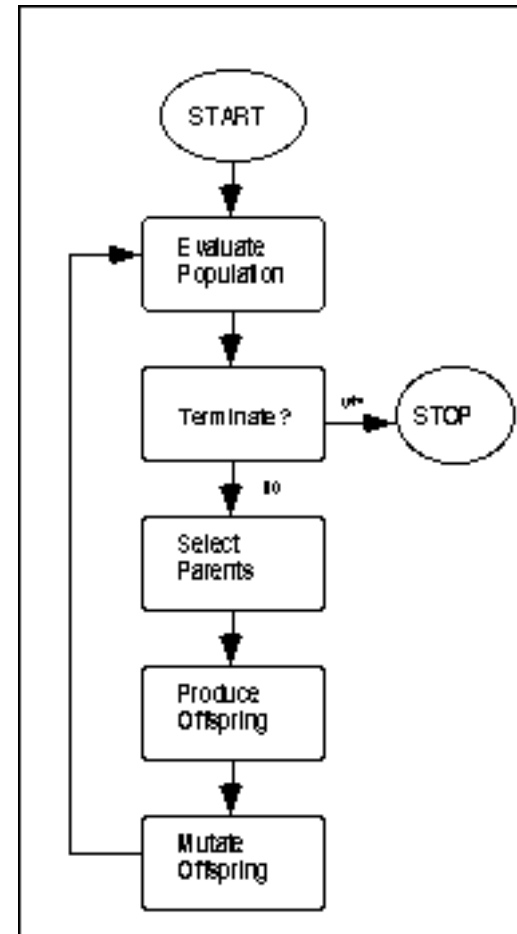 START
Evaluate
Population
Terminate?
STOP
no
Select
Parents
Produce
Offspring
Mutate
Offspring